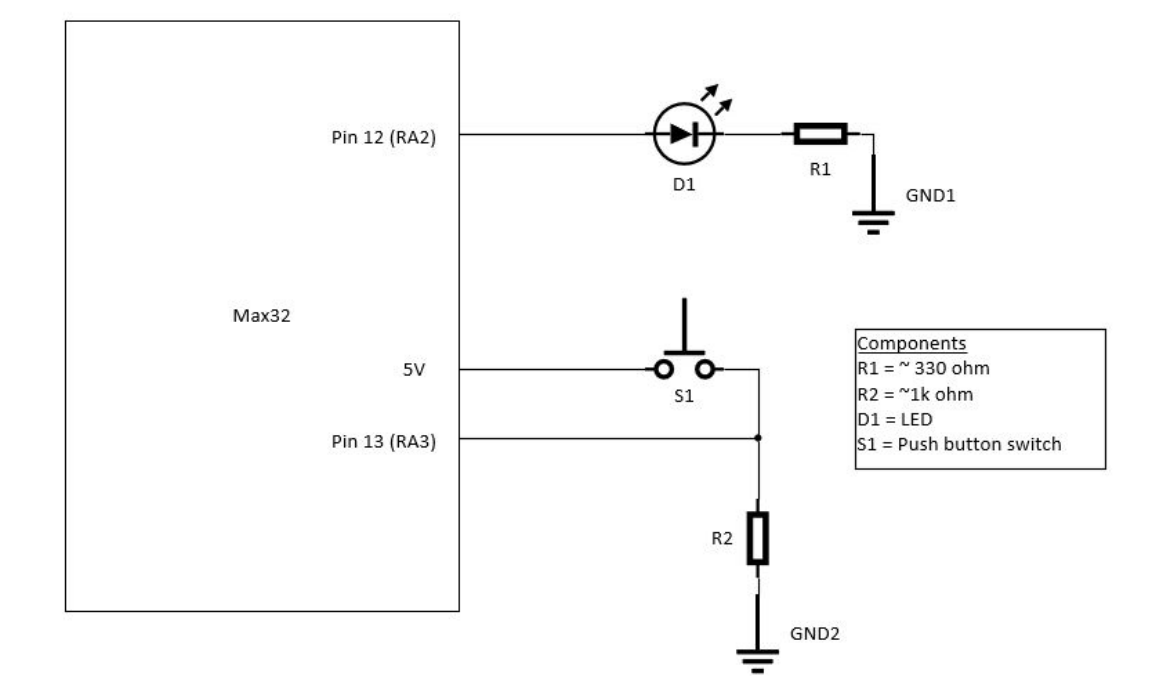 Pin 12 (RA2)
D1
R1
GND1
Max32
5V
S1
Pin 13 (RA3)
R2
GND2
Components
R1 = ~ 330 ohm
R2 = ~1k ohm
D1 = LED
S1 = Push button switch